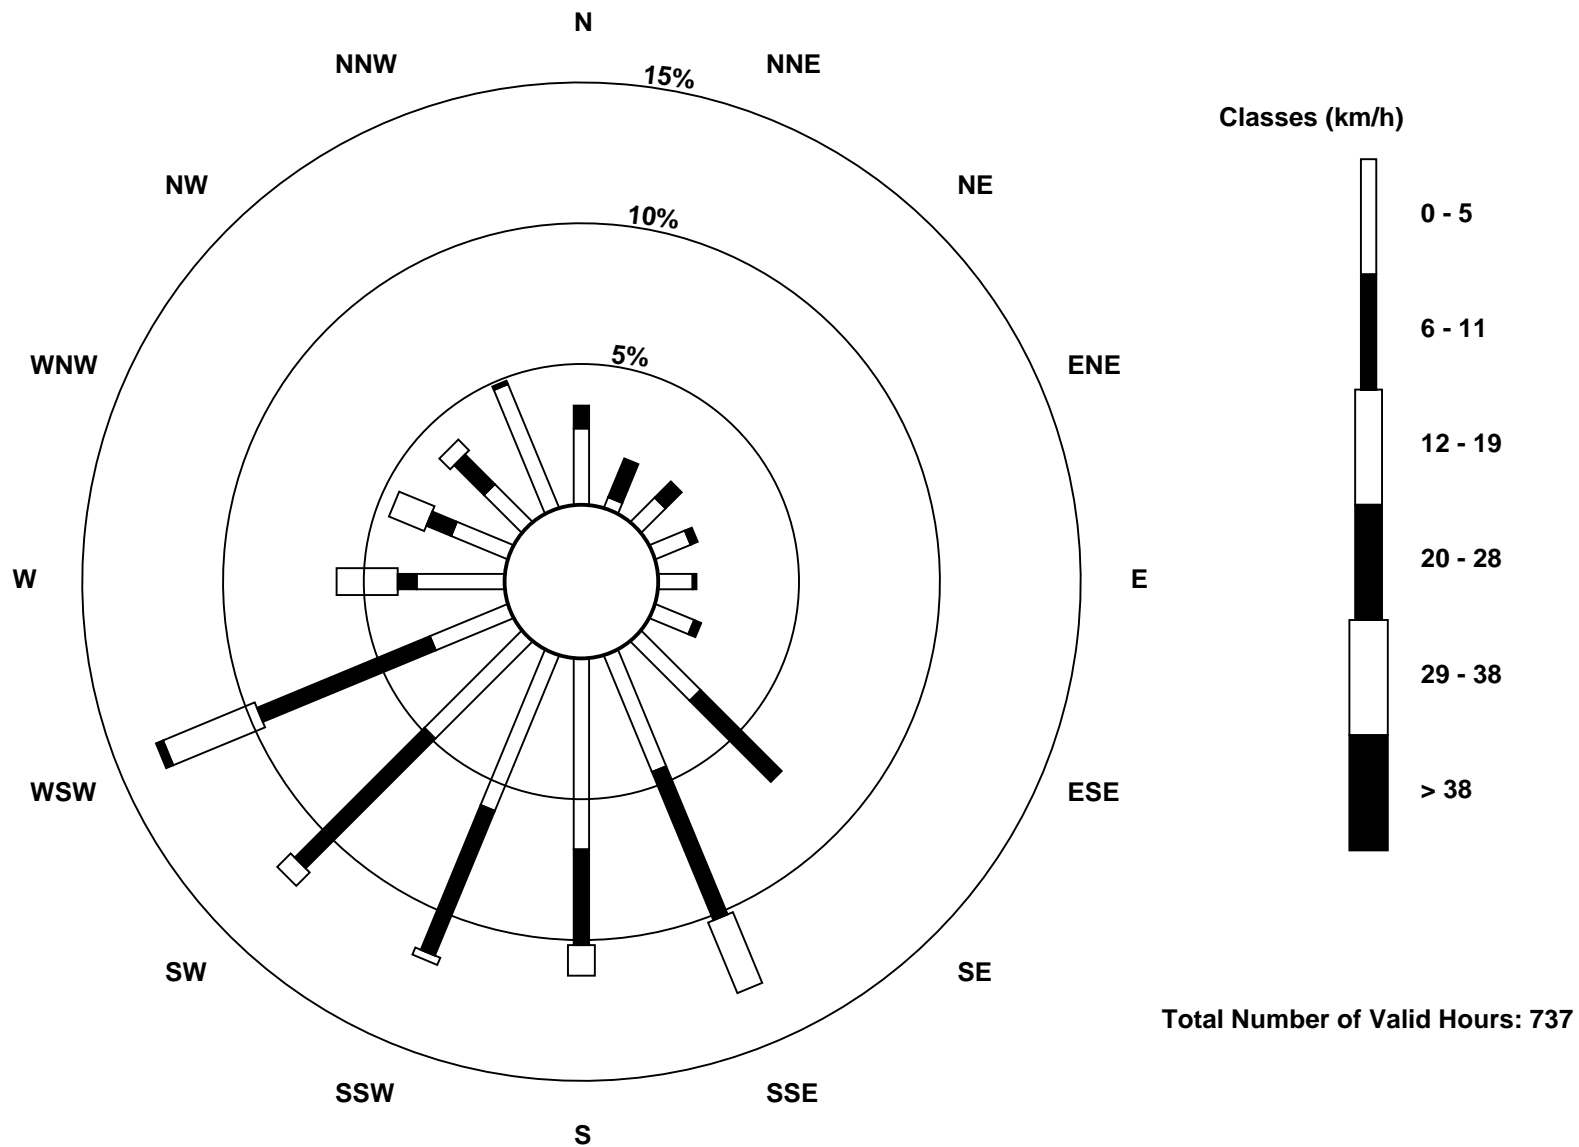 N
NNW
NNE
15%
Classes (km/h)
NW
NE
10%
0 - 5
6 - 11
5%
WNW
ENE
12 - 19
20 - 28
W
E
29 - 38
WSW
ESE
> 38
SW
SE
Total Number of Valid Hours: 737
SSW
SSE
S